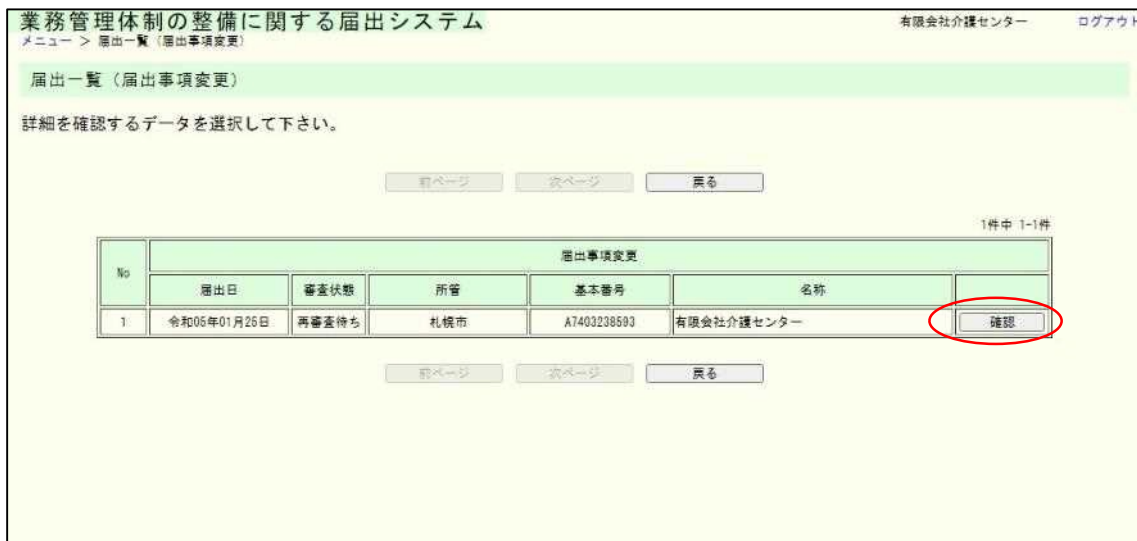 業務管理体制の整備に関する届出システム 有限会社介護センター ログアウト
メニュー > 届出一覧（届出事項変更）
届出一覧（届出事項変更）
詳細を確認するデータを選択して下さい。
前ページ 次ページ 戻る
1件中 1-1件
No 届出事項変更
届出日 審査状態 所管 基本番号 名称
1 令和05年01月25日 再審査待ち 札幌市 A7403238593 有限会社介護センター 確認
前ページ 次ページ 戻る